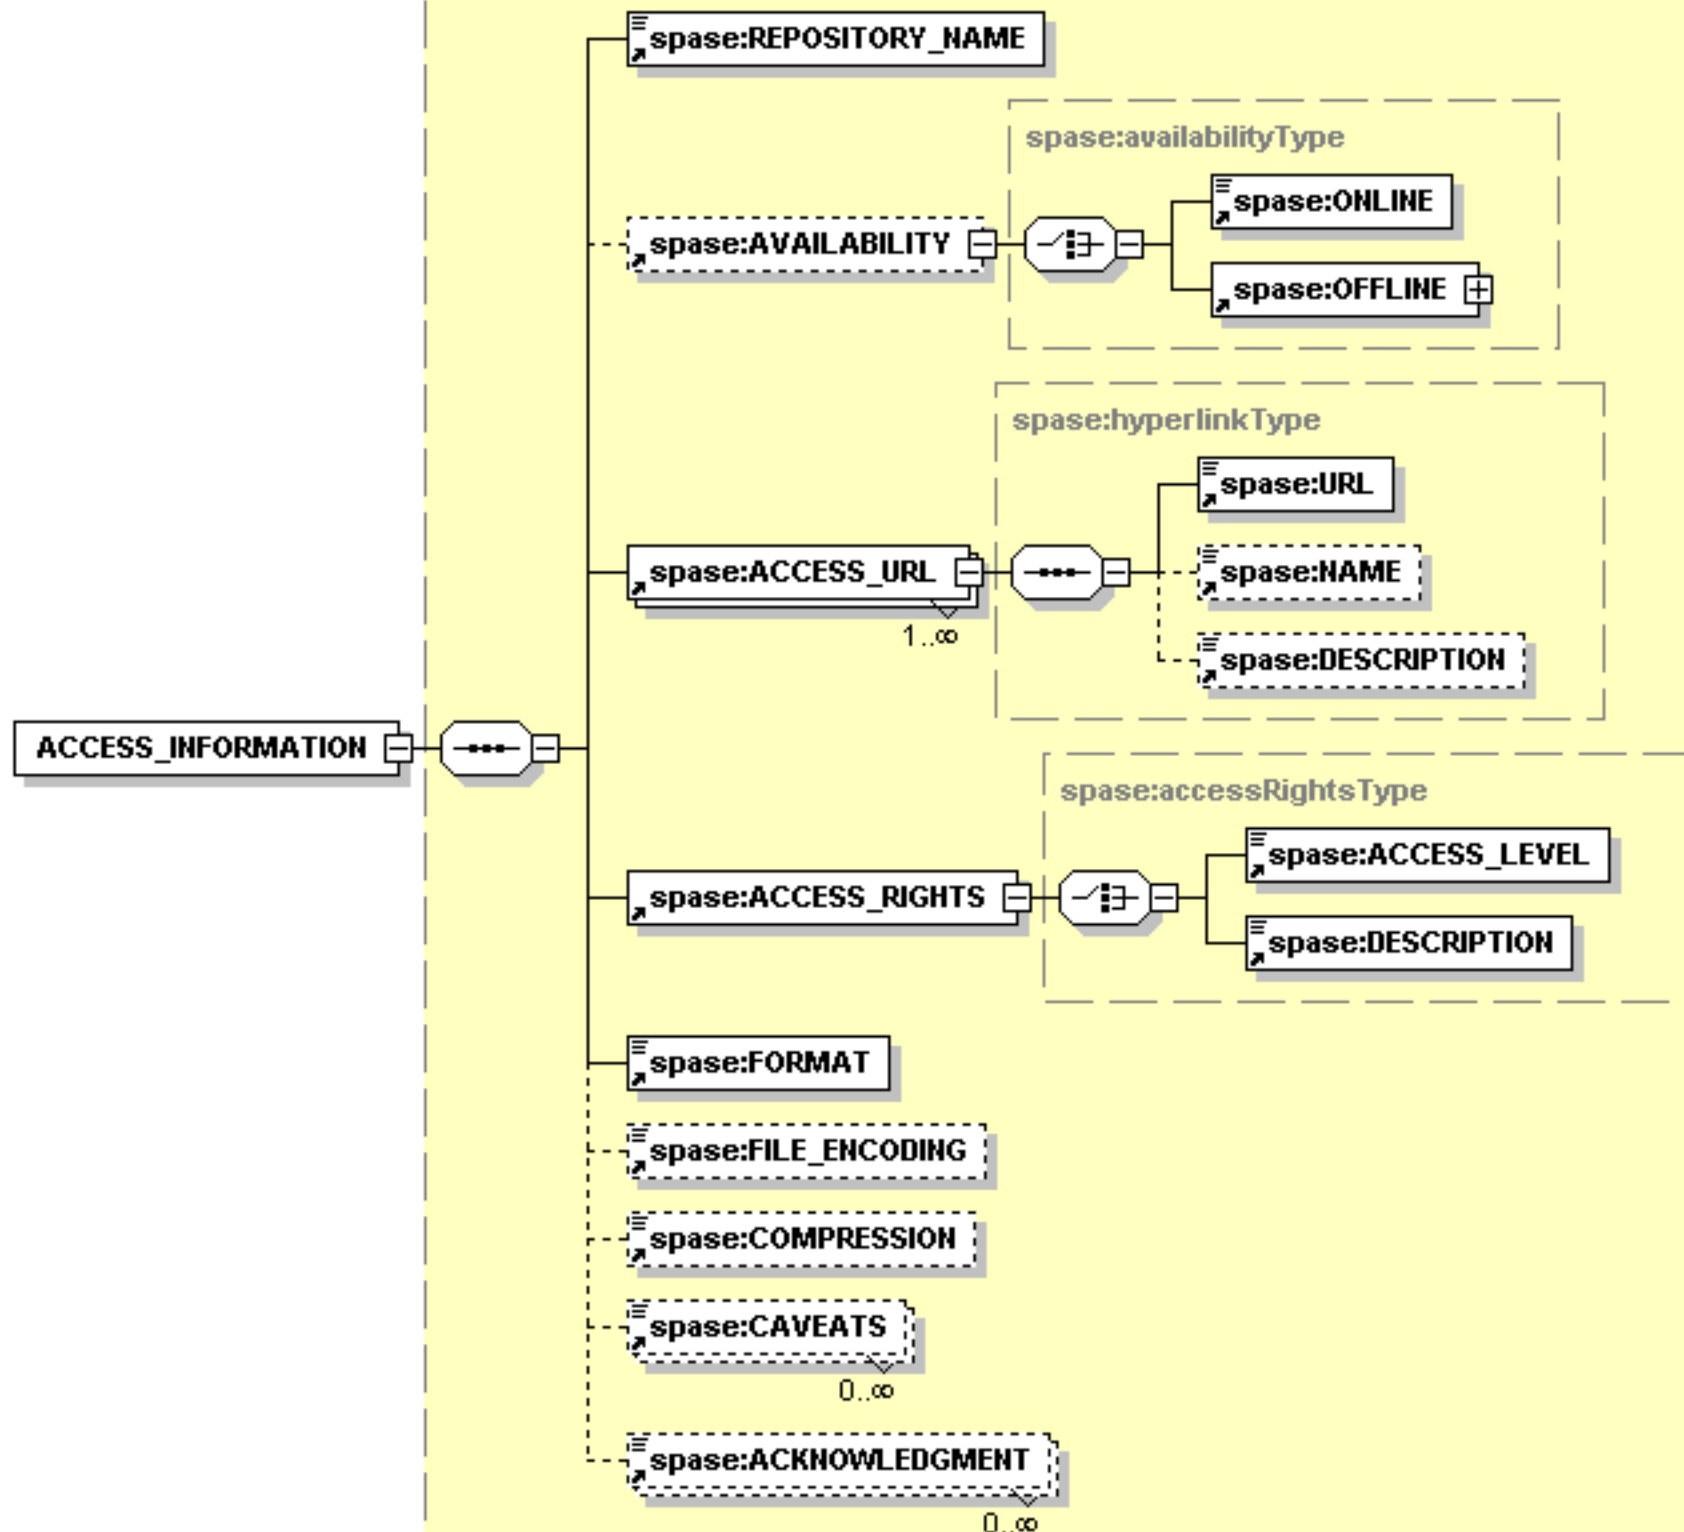 spase:REPOSITORY_NAME
spase:availabilityType
spase:ONLINE
spase:AVAILABILITY
spase:OFFLINE
spase:hyperlinkType
spase:URL
spase:ACCESS_URL
spase:NAME
1..∞
spase:DESCRIPTION
ACCESS_INFORMATION
spase:accessRightsType
spase:ACCESS_LEVEL
spase:ACCESS_RIGHTS
spase:DESCRIPTION
spase:FORMAT
spase:FILE_ENCODING
spase:COMPRESSION
spase:CAVEATS
0..∞
spase:ACKNOWLEDGMENT
0..∞